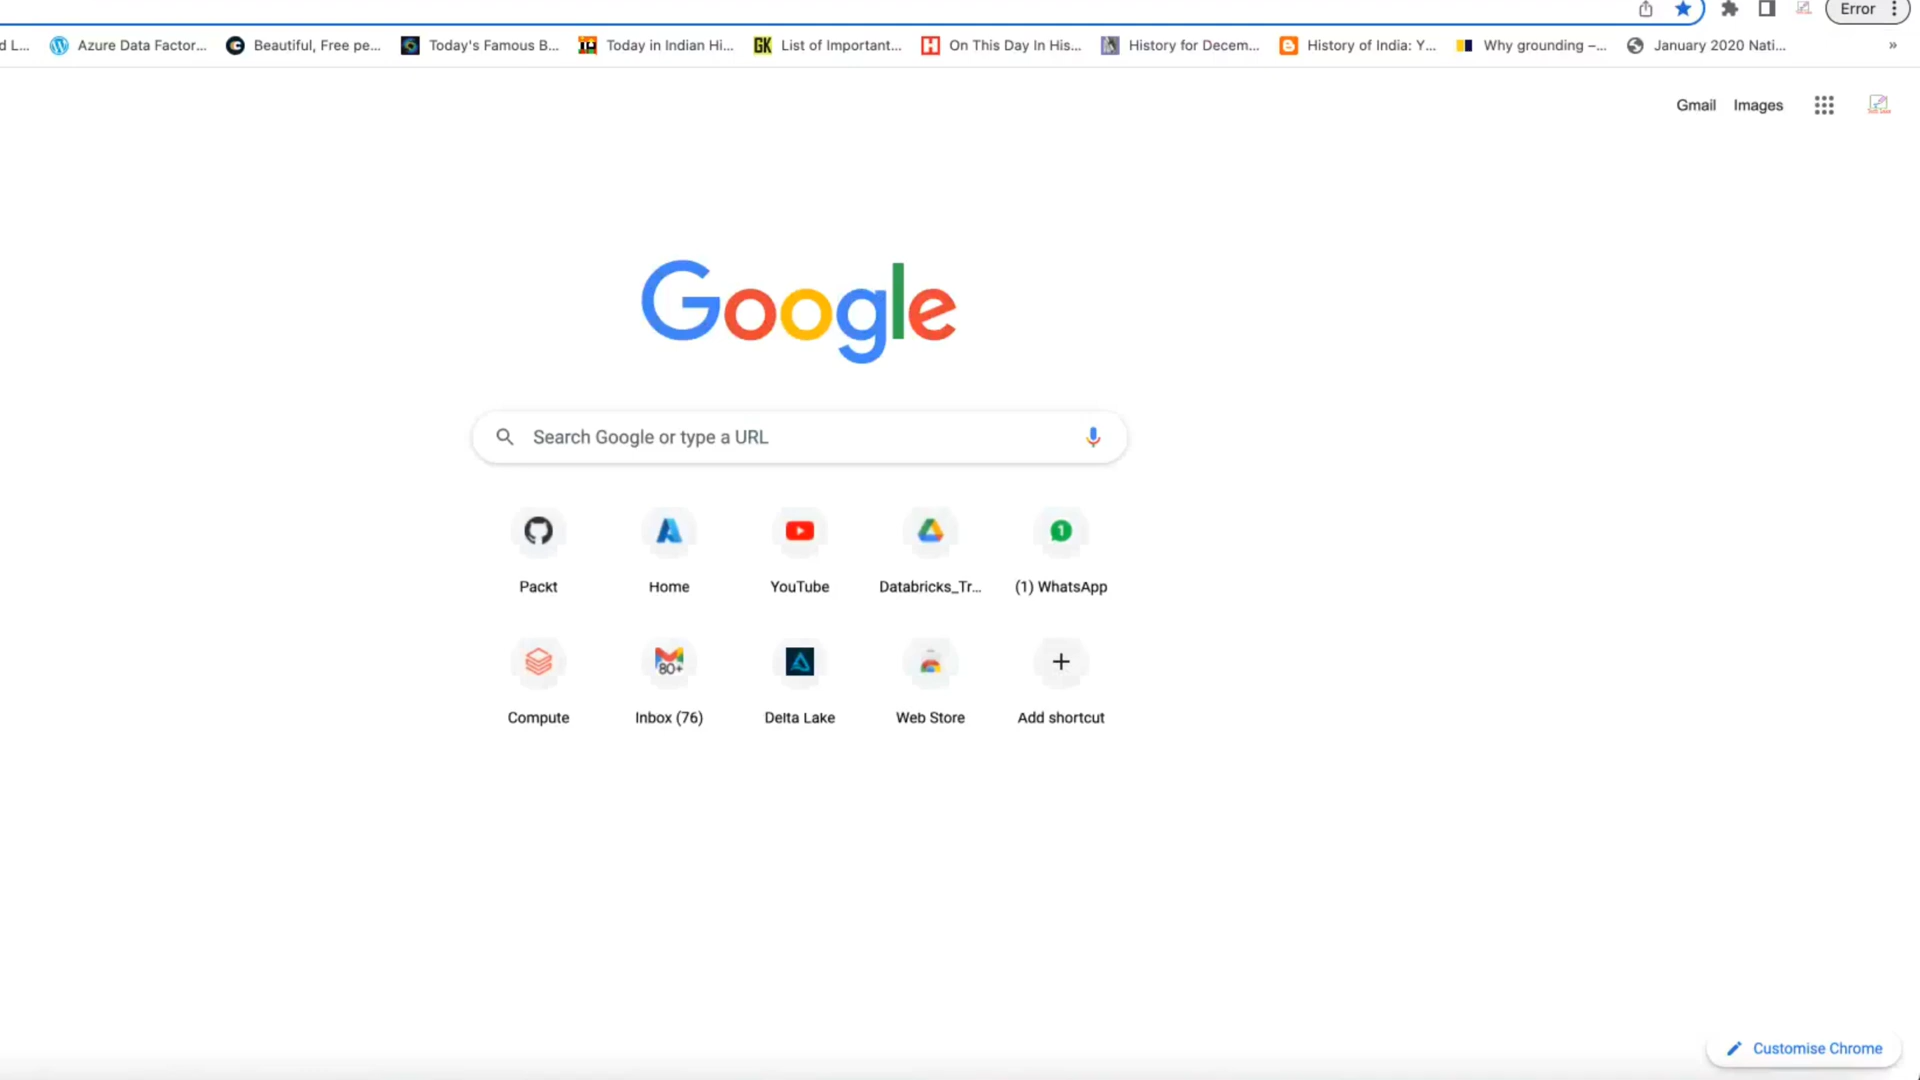 Error
d L...
Azure Data Factor...
Beautiful, Free pe...
Today's Famous B...
Today in Indian Hi...
GK
List of Important...
H
On This Day In His...
History for Decem...
History of India: Y...
Why grounding –...
January 2020 Nati...
»
Gmail
Images
Google
Search Google or type a URL
1
Packt
Home
YouTube
Databricks_Tr...
(1) WhatsApp
80+
Compute
Inbox (76)
Delta Lake
Web Store
Add shortcut
Customise Chrome